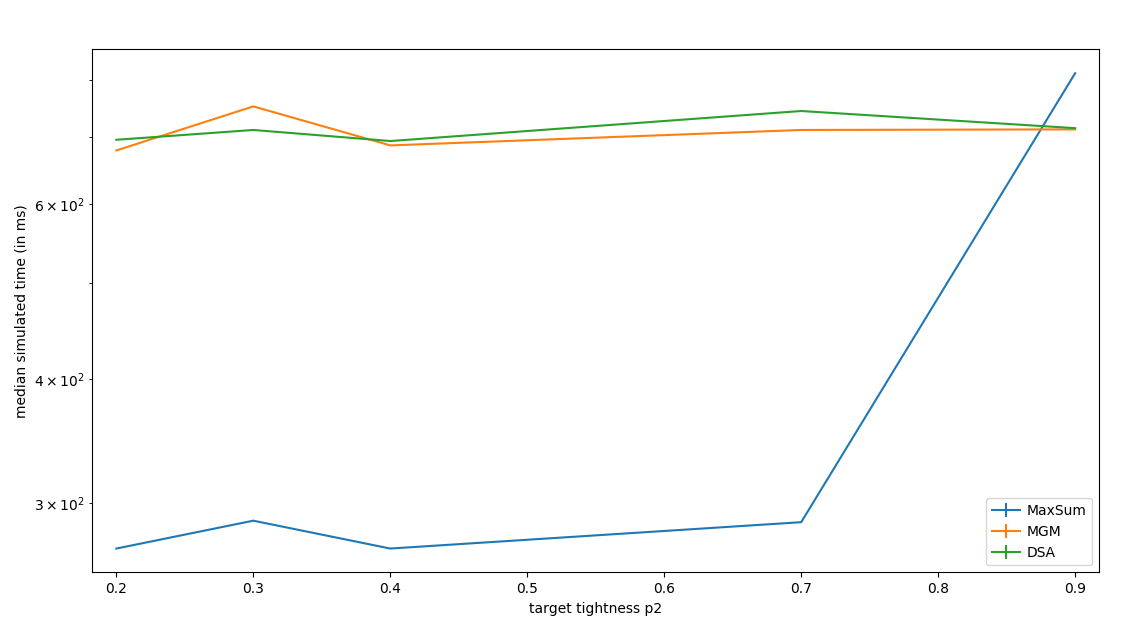 median simulated time (in ms)
6 × 10²
4 × 10²
3 × 10²
0.2 0.3 0.4 0.5 0.6 0.7 0.8 0.9
target tightness p2
MaxSum
MGM
DSA